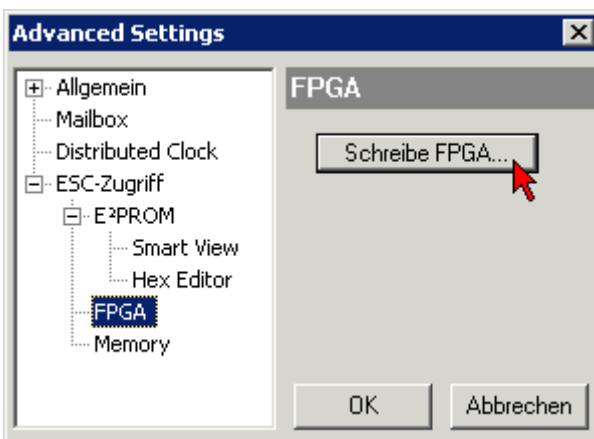 Advanced Settings
Allgemein
Mailbox
Distributed Clock
ESC-Zugriff
E²PROM
Smart View
Hex Editor
FPGA
Memory
FPGA
Schreibe FPGA...
OK
Abbrechen